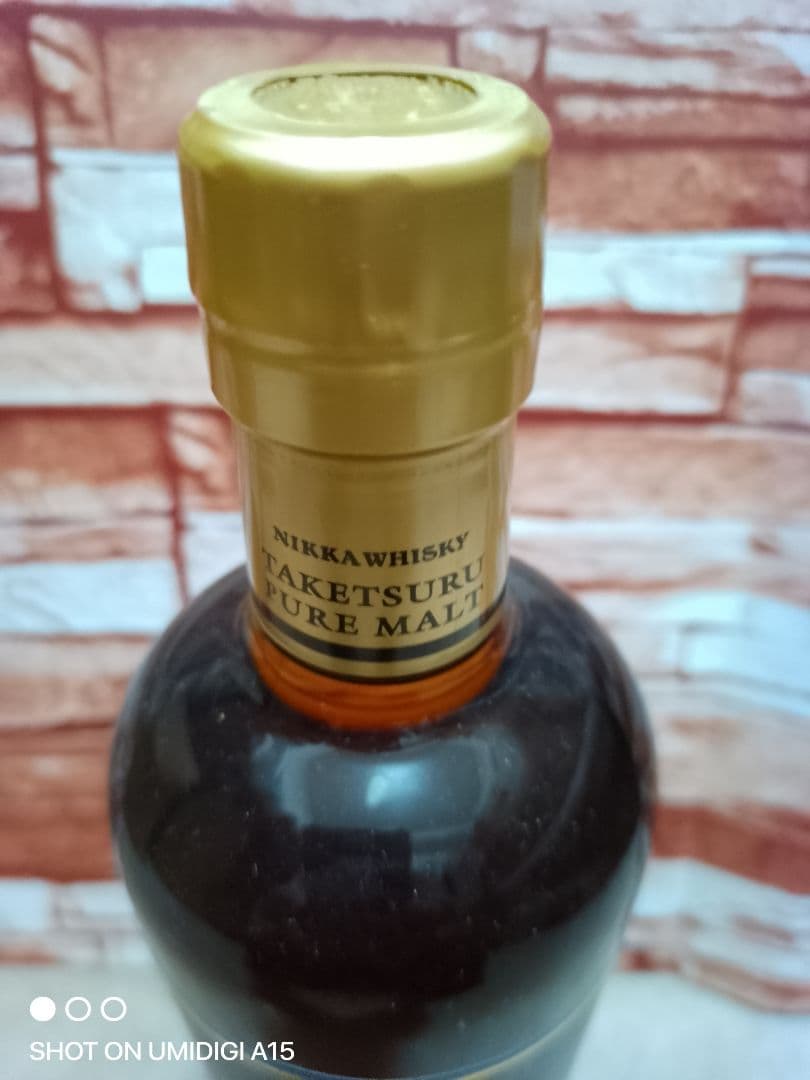 NIKKA WHISKY
TAKETSURU
PURE MALT
SHOT ON UMIDIGI A15